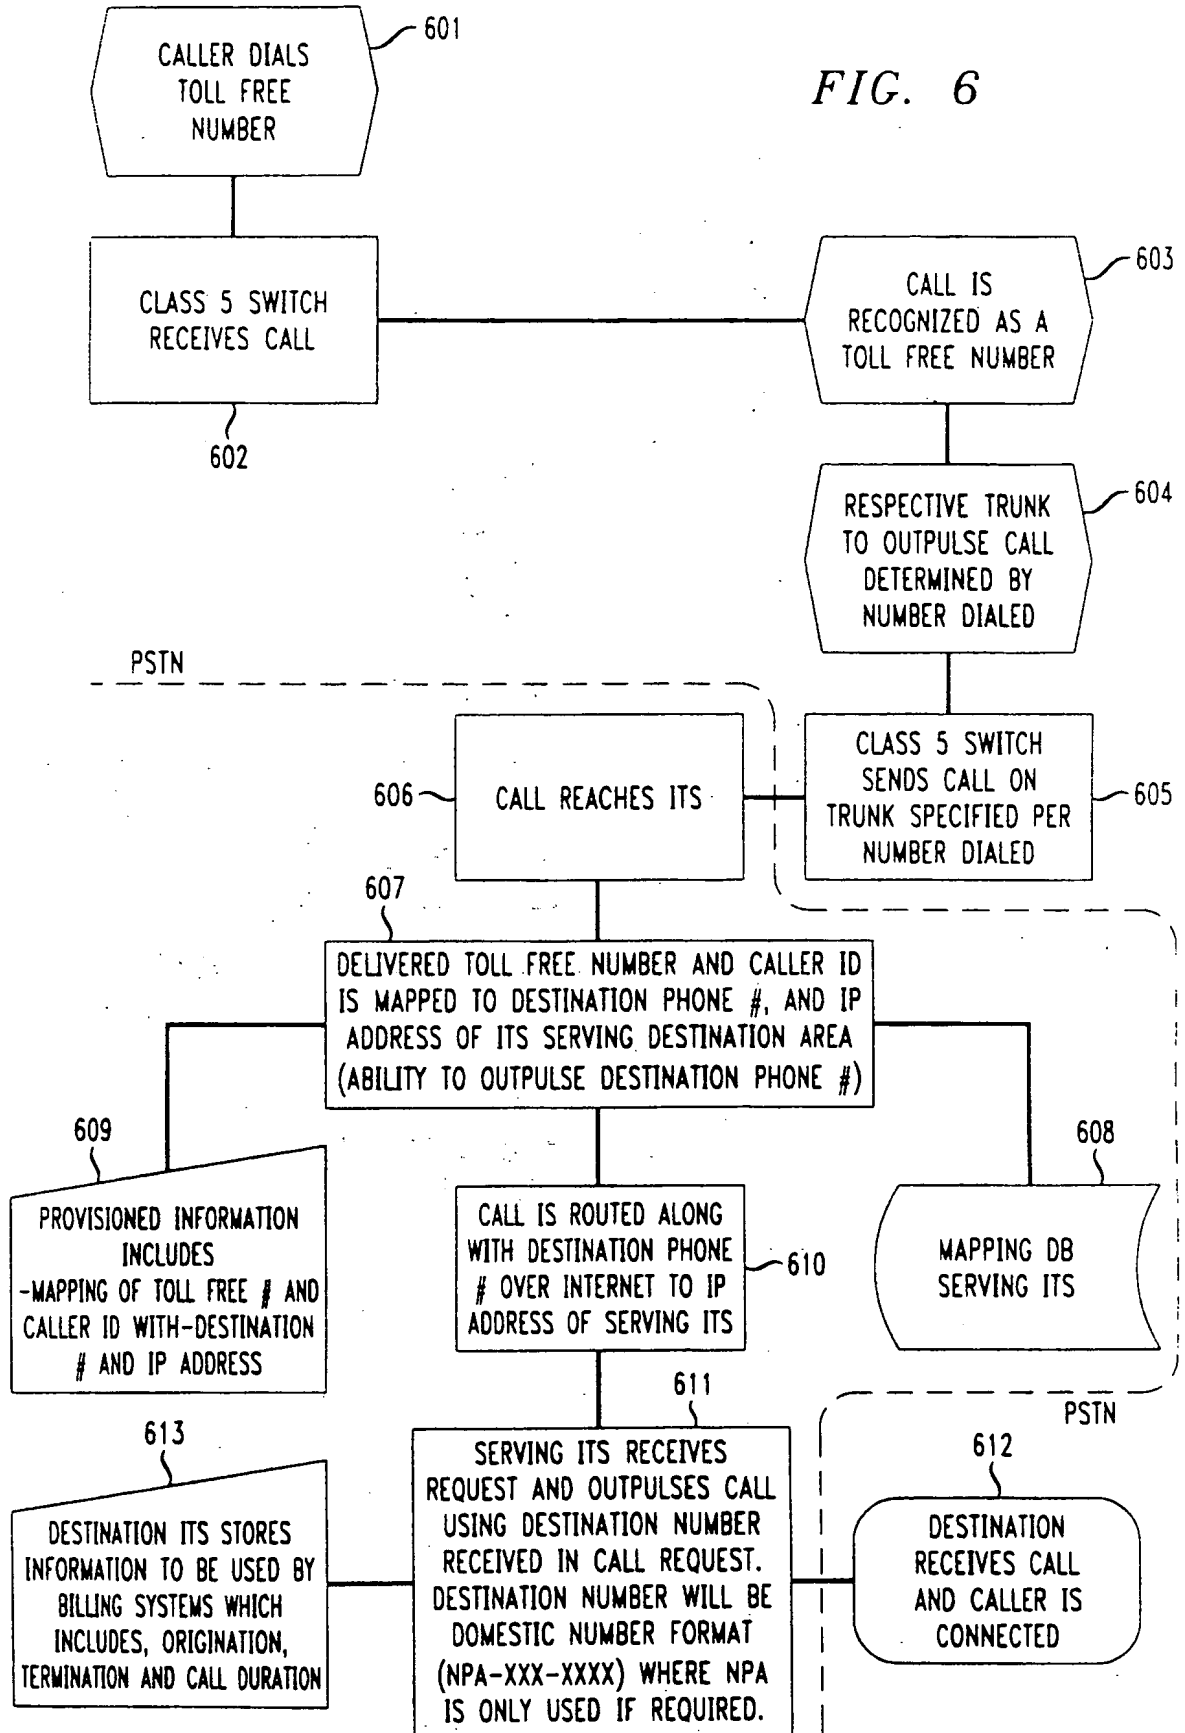 601
CALLER DIALS
TOLL FREE
NUMBER
FIG. 6
CLASS 5 SWITCH
RECEIVES CALL
602
603
CALL IS
RECOGNIZED AS A
TOLL FREE NUMBER
604
RESPECTIVE TRUNK
TO OUTPULSE CALL
DETERMINED BY
NUMBER DIALED
PSTN
CLASS 5 SWITCH
SENDS CALL ON
TRUNK SPECIFIED PER
NUMBER DIALED
605
606
CALL REACHES ITS
607
DELIVERED TOLL FREE NUMBER AND CALLER ID
IS MAPPED TO DESTINATION PHONE #, AND IP
ADDRESS OF ITS SERVING DESTINATION AREA
(ABILITY TO OUTPULSE DESTINATION PHONE #)
609
PROVISIONED INFORMATION
INCLUDES
-MAPPING OF TOLL FREE # AND
CALLER ID WITH-DESTINATION
# AND IP ADDRESS
CALL IS ROUTED ALONG
WITH DESTINATION PHONE
# OVER INTERNET TO IP
ADDRESS OF SERVING ITS
610
608
MAPPING DB
SERVING ITS
PSTN
613
DESTINATION ITS STORES
INFORMATION TO BE USED BY
BILLING SYSTEMS WHICH
INCLUDES, ORIGINATION,
TERMINATION AND CALL DURATION
611
SERVING ITS RECEIVES
REQUEST AND OUTPULSES CALL
USING DESTINATION NUMBER
RECEIVED IN CALL REQUEST.
DESTINATION NUMBER WILL BE
DOMESTIC NUMBER FORMAT
(NPA-XXX-XXXX) WHERE NPA
IS ONLY USED IF REQUIRED.
612
DESTINATION
RECEIVES CALL
AND CALLER IS
CONNECTED